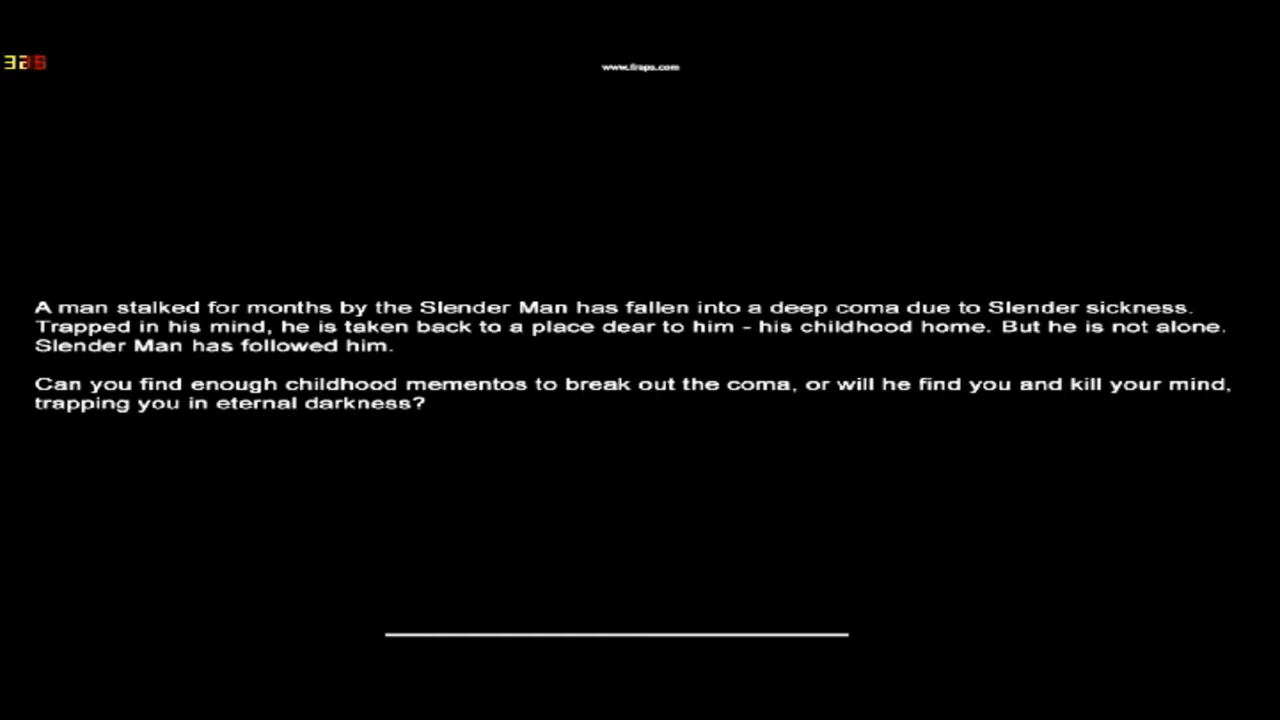 www.fraps.com
A man stalked for months by the Slender Man has fallen into a deep coma due to Slender sickness.
Trapped in his mind, he is taken back to a place dear to him - his childhood home. But he is not alone.
Slender Man has followed him.
Can you find enough childhood mementos to break out the coma, or will he find you and kill your mind,
trapping you in eternal darkness?